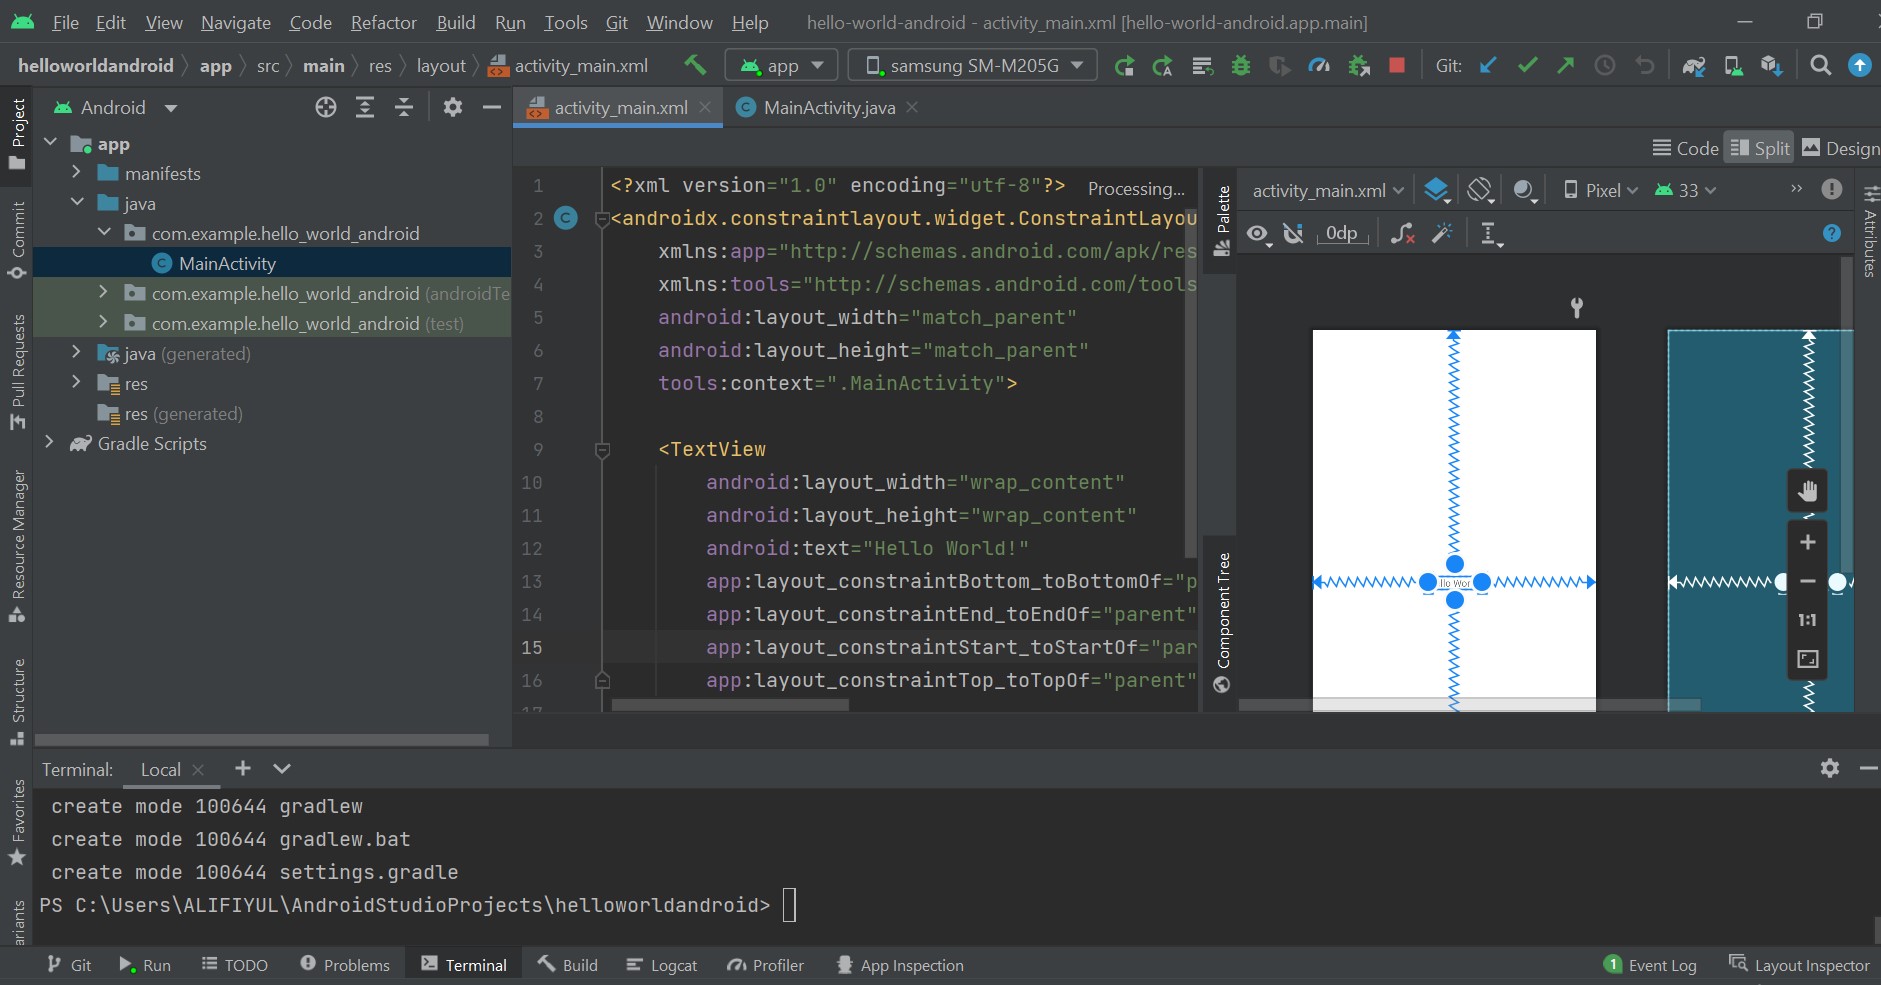 File Edit View Navigate Code Refactor Build Run Tools Git Window Help hello-world-android - activity_main.xml [hello-world-android.app.main]
helloworldandroid app src main res layout activity_main.xml app samsung SM-M205G Git:
Project
Commit
Pull Requests
Resource Manager
Structure
Favorites
Android
app
manifests
java
com.example.hello_world_android
MainActivity
com.example.hello_world_android (androidTe
com.example.hello_world_android (test)
java (generated)
res
res (generated)
Gradle Scripts
activity_main.xml MainActivity.java
Code Split Design
1 <?xml version="1.0" encoding="utf-8"?> Processing...
2 <androidx.constraintlayout.widget.ConstraintLayou
3 xmlns:app="http://schemas.android.com/apk/res
4 xmlns:tools="http://schemas.android.com/tools
5 android:layout_width="match_parent"
6 android:layout_height="match_parent"
7 tools:context=".MainActivity">
8
9 <TextView
10 android:layout_width="wrap_content"
11 android:layout_height="wrap_content"
12 android:text="Hello World!"
13 app:layout_constraintBottom_toBottomOf="p
14 app:layout_constraintEnd_toEndOf="parent"
15 app:layout_constraintStart_toStartOf="par
16 app:layout_constraintTop_toTopOf="parent"
17
Palette
Component Tree
activity_main.xml Pixel 33
0dp
llo Wor
1:1
Attributes
Terminal: Local
create mode 100644 gradlew
create mode 100644 gradlew.bat
create mode 100644 settings.gradle
PS C:\Users\ALIFIYUL\AndroidStudioProjects\helloworldandroid>
ariants
Git Run TODO Problems Terminal Build Logcat Profiler App Inspection 1 Event Log Layout Inspector